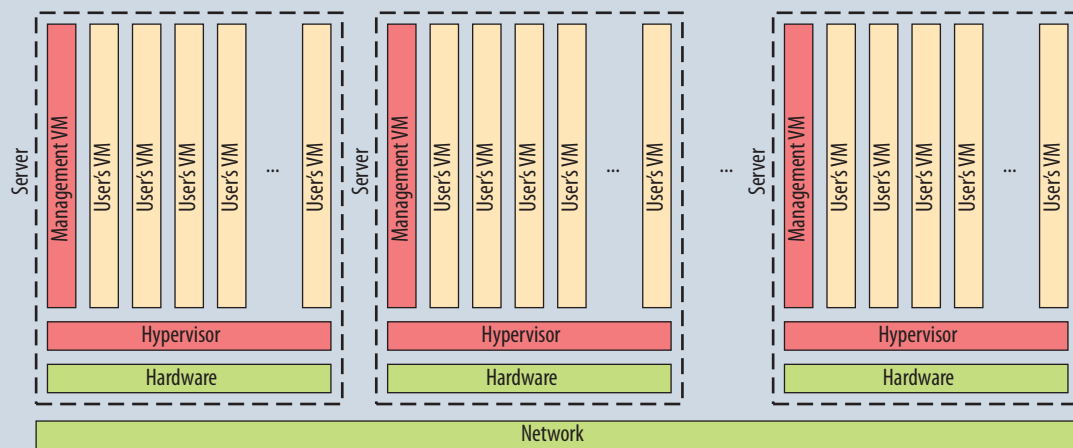 Server
Management VM
User's VM
User's VM
User's VM
User's VM
...
User's VM
Hypervisor
Hardware
Server
Management VM
User's VM
User's VM
User's VM
User's VM
...
User's VM
Hypervisor
Hardware
...
Server
Management VM
User's VM
User's VM
User's VM
User's VM
...
User's VM
Hypervisor
Hardware
Network